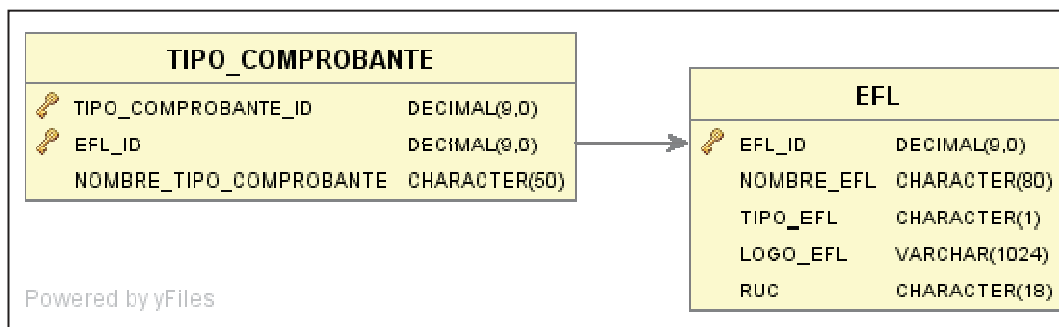 TIPO_COMPROBANTE
TIPO_COMPROBANTE_ID DECIMAL(9,0)
EFL_ID DECIMAL(9,0)
NOMBRE_TIPO_COMPROBANTE CHARACTER(50)
EFL
EFL_ID DECIMAL(9,0)
NOMBRE_EFL CHARACTER(80)
TIPO_EFL CHARACTER(1)
LOGO_EFL VARCHAR(1024)
RUC CHARACTER(18)
Powered by yFiles